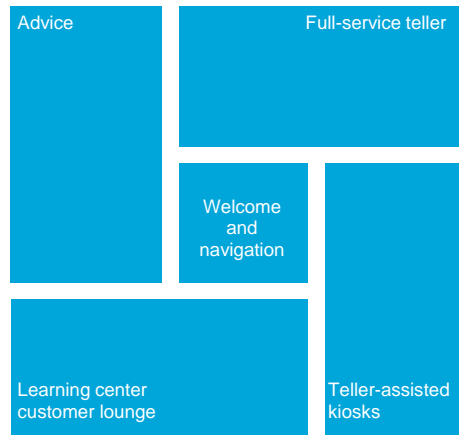 Advice
Full-service teller
Welcome
and
navigation
Learning center
customer lounge
Teller-assisted
kiosks